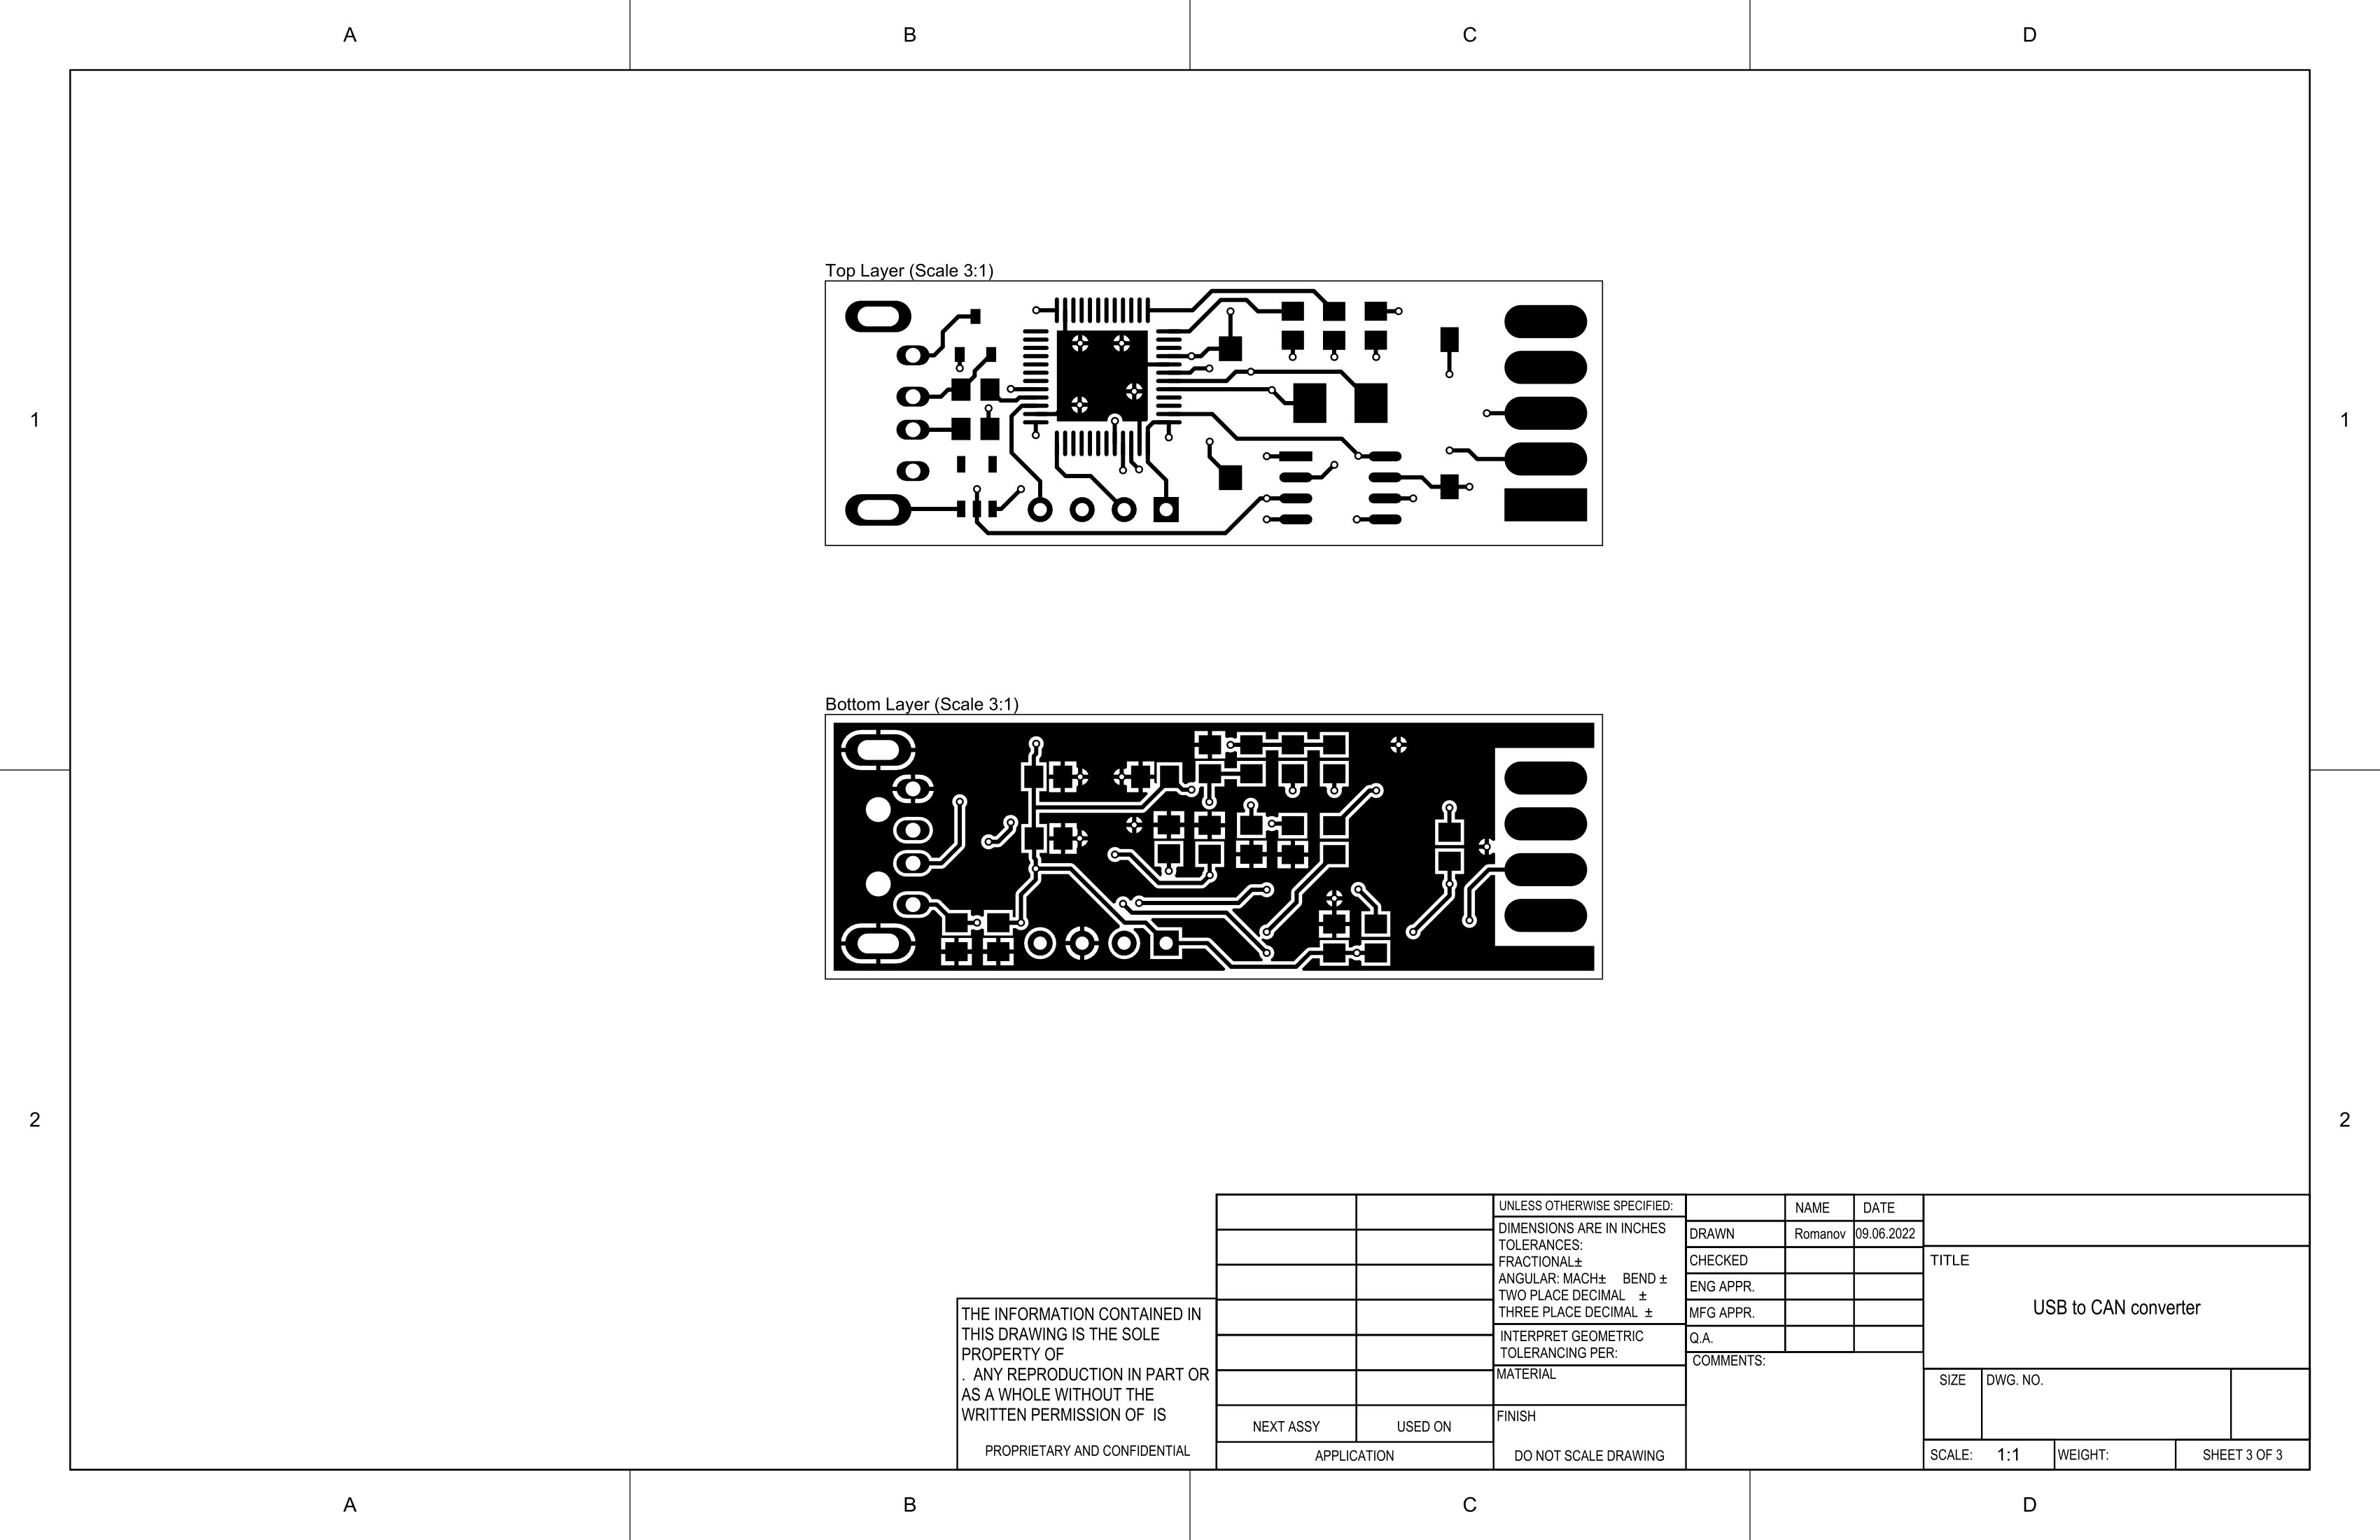 A
B
C
D
1
1
Top Layer (Scale 3:1)
Bottom Layer (Scale 3:1)
2
2
THE INFORMATION CONTAINED IN
THIS DRAWING IS THE SOLE
PROPERTY OF
. ANY REPRODUCTION IN PART OR
AS A WHOLE WITHOUT THE
WRITTEN PERMISSION OF IS
PROPRIETARY AND CONFIDENTIAL
NEXT ASSY
USED ON
APPLICATION
UNLESS OTHERWISE SPECIFIED:
DIMENSIONS ARE IN INCHES
TOLERANCES:
FRACTIONAL±
ANGULAR: MACH± BEND ±
TWO PLACE DECIMAL ±
THREE PLACE DECIMAL ±
INTERPRET GEOMETRIC
TOLERANCING PER:
MATERIAL
FINISH
DO NOT SCALE DRAWING
NAME
DATE
DRAWN
Romanov
09.06.2022
CHECKED
ENG APPR.
MFG APPR.
Q.A.
COMMENTS:
TITLE
USB to CAN converter
SIZE
DWG. NO.
SCALE: 1:1
WEIGHT:
SHEET 3 OF 3
A
B
C
D